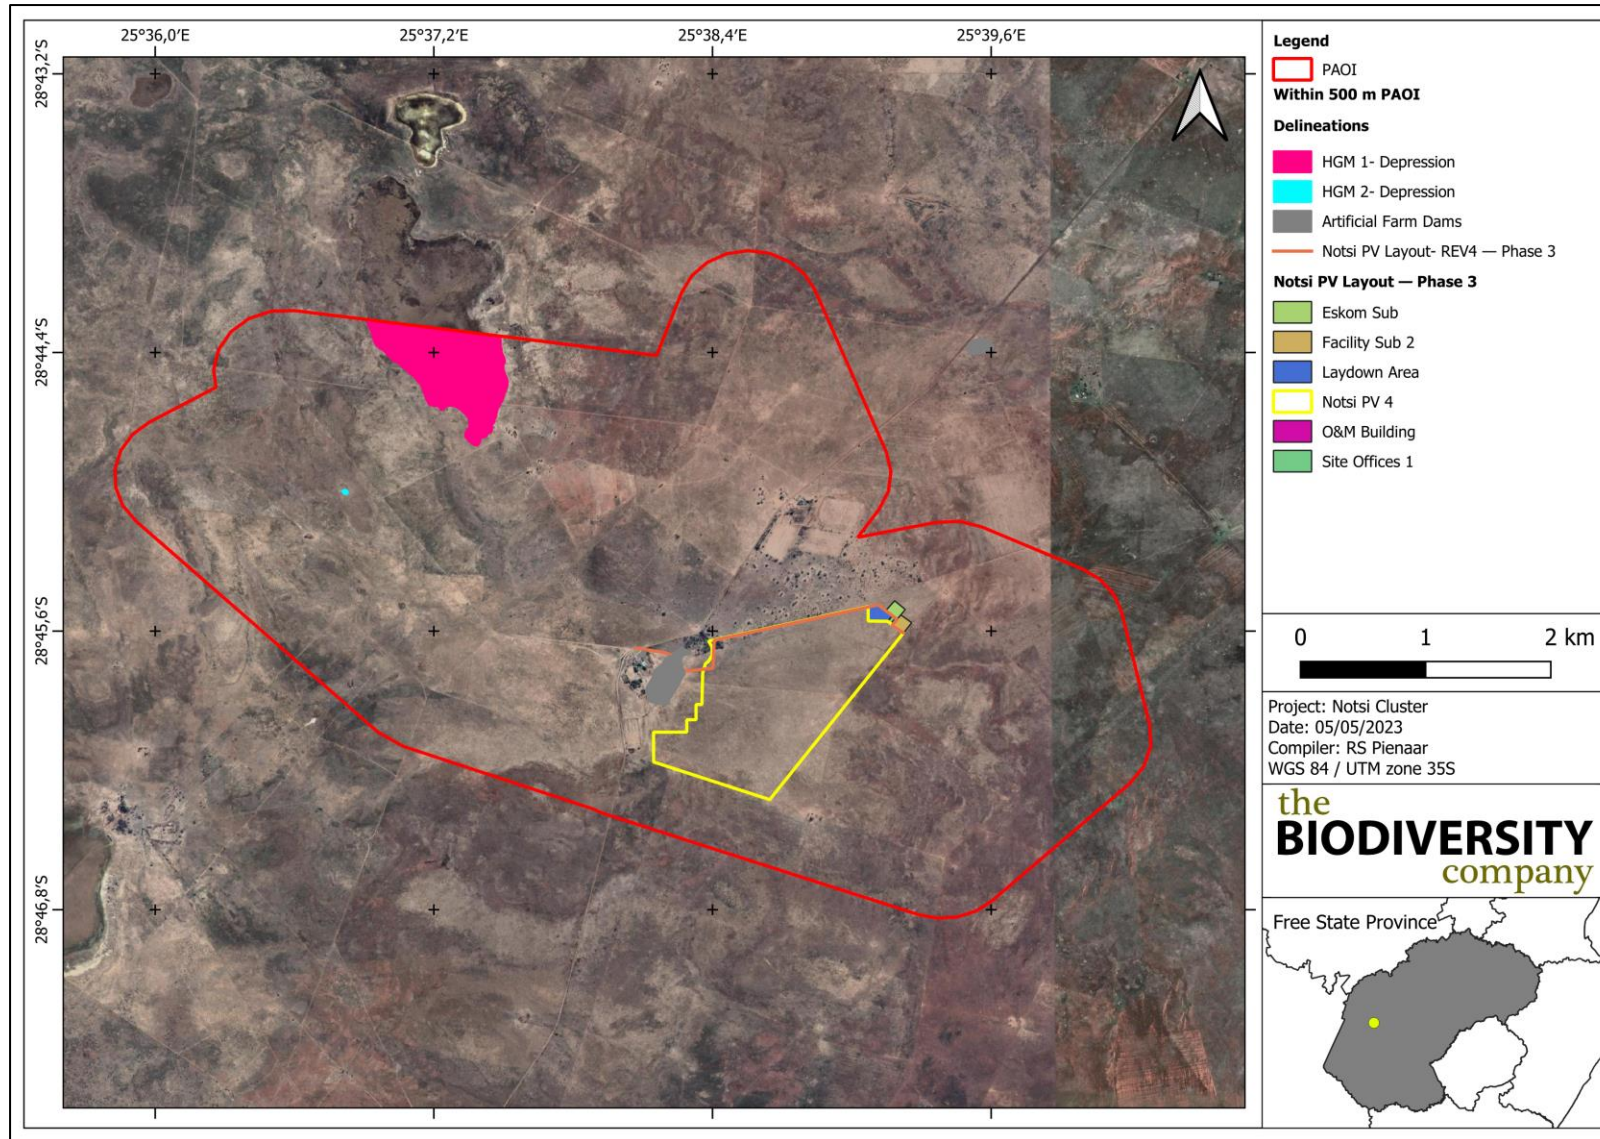 25°36,0'E 25°37,2'E 25°38,4'E 25°39,6'E
28°43,2'S
28°44,4'S
28°45,6'S
28°46,8'S
Legend
PAOI
Within 500 m PAOI
Delineations
HGM 1- Depression
HGM 2- Depression
Artificial Farm Dams
Notsi PV Layout- REV4 — Phase 3
Notsi PV Layout — Phase 3
Eskom Sub
Facility Sub 2
Laydown Area
Notsi PV 4
O&M Building
Site Offices 1
0 1 2 km
Project: Notsi Cluster
Date: 05/05/2023
Compiler: RS Pienaar
WGS 84 / UTM zone 35S
the
BIODIVERSITY
company
Free State Province